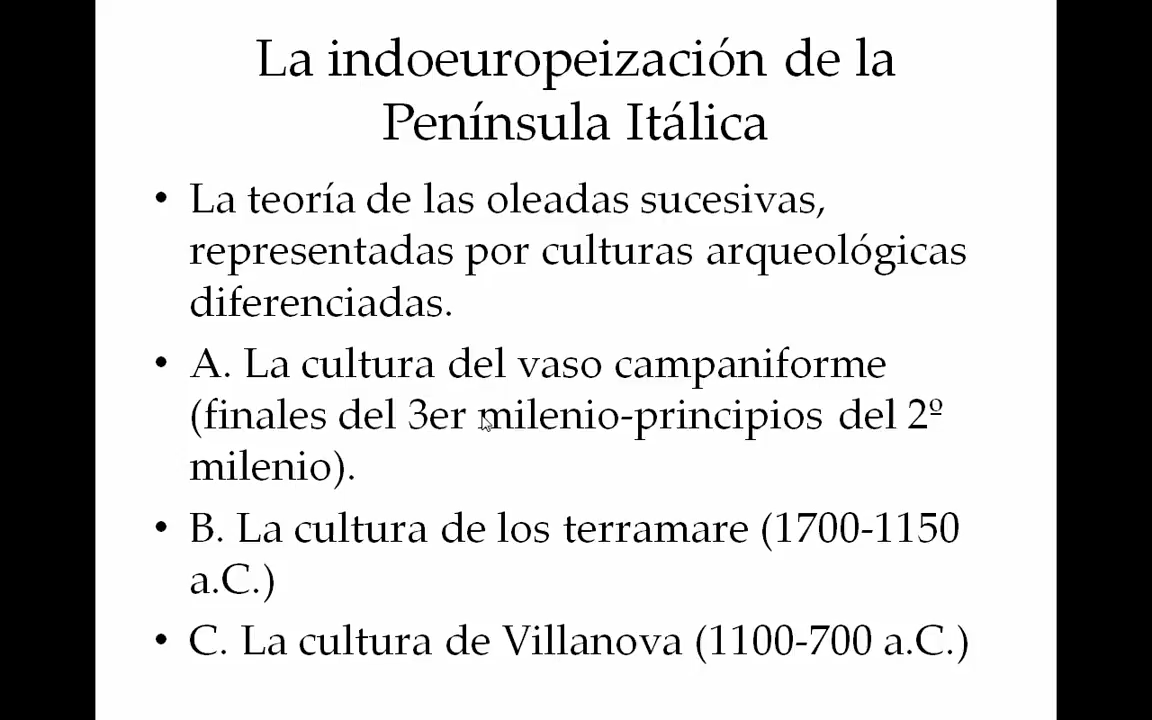 La indoeuropeización de la
Península Itálica
• La teoría de las oleadas sucesivas,
representadas por culturas arqueológicas
diferenciadas.
• A. La cultura del vaso campaniforme
(finales del 3er milenio-principios del 2º
milenio).
• B. La cultura de los terramare (1700-1150
a.C.)
• C. La cultura de Villanova (1100-700 a.C.)